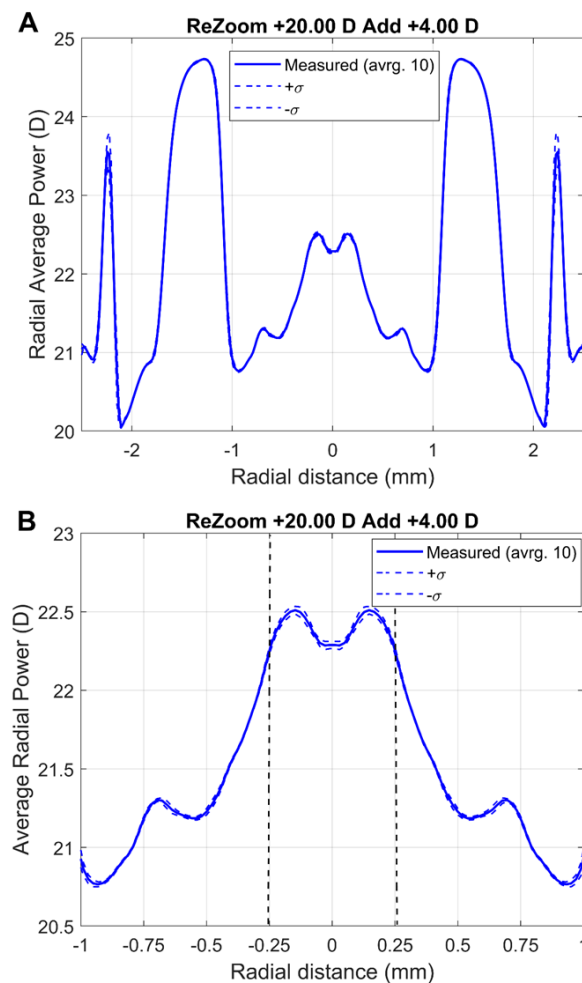 A
ReZoom +20.00 D Add +4.00 D
Measured (avrg. 10)
+σ
-σ
Radial Average Power (D)
25
24
23
22
21
20
-2
-1
0
1
2
Radial distance (mm)
B
ReZoom +20.00 D Add +4.00 D
Measured (avrg. 10)
+σ
-σ
Average Radial Power (D)
23
22.5
22
21.5
21
20.5
-1
-0.75
-0.5
-0.25
0
0.25
0.5
0.75
1
Radial distance (mm)